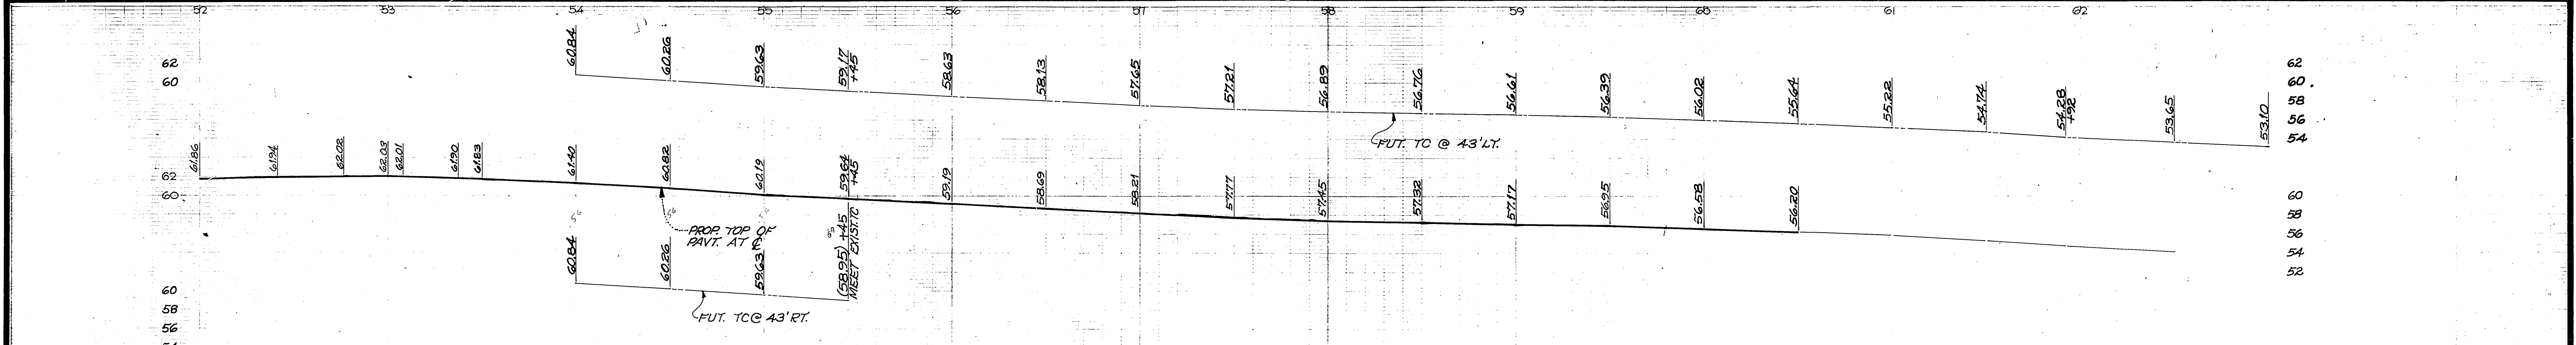 52 53 54 55 56 57 58 59 60 61 62
60.84 60.26 59.63 59.17 +45 58.63 58.13 57.65 57.21 56.89 56.76 56.61 56.39 56.02 55.64 55.22 54.74 54.28 +92 53.65 53.10
62 62
60 60
58
56
54
FUT. TC @ 43' LT.
61.86 61.94 62.02 62.03 62.01 61.90 61.83 61.40 60.82 60.19 59.64 +45 59.19 58.69 58.21 57.77 57.45 57.32 57.17 56.95 56.58 56.20
62
60 60
58
56
54
52
PROP. TOP OF
PAVT. AT ℄
60.84 60.26 59.63 (58.95) +45
MEET EXIST. TC
60
58
56
54
FUT. TC @ 43' RT.